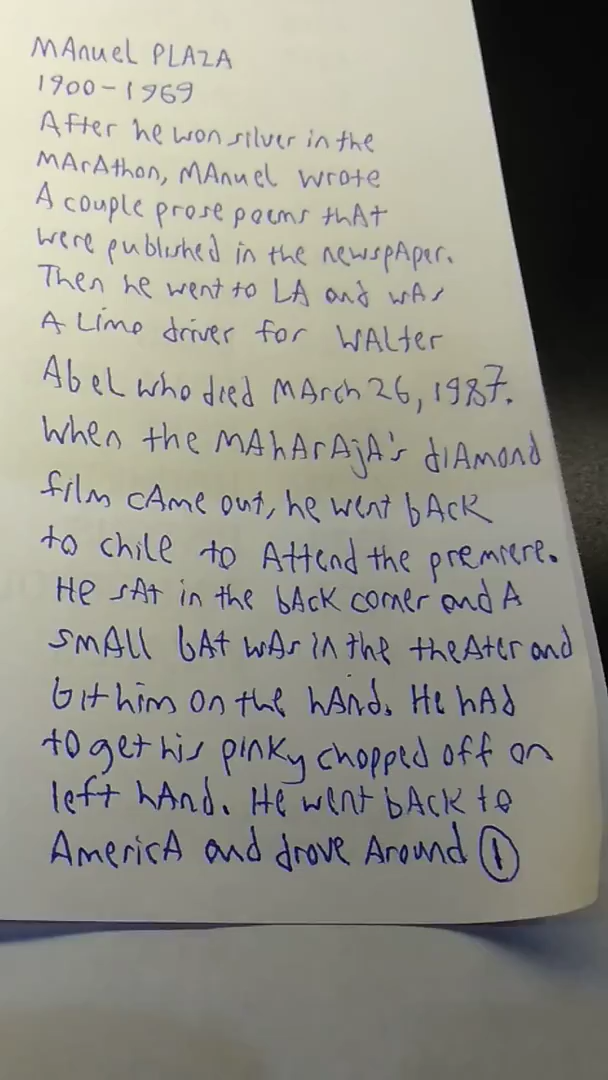 MAnuel PLAZA
1900-1969
After he won silver in the
MArAthon, MAnuel wrote
A couple prose poems thAt
were published in the newspAper.
Then he went to LA and wAs
A Limo driver for WALter
Abel who died MArch 26, 1987.
When the MAhArAjA's diAmond
film cAme out, he went bAck
to chile to Attend the premiere.
He sAt in the bAck corner and A
smAll bAt wAs in the theAter and
bit him on the hAnd. He hAd
to get his pinky chopped off on
left hAnd. He went bAck to
AmericA and drove Around ①